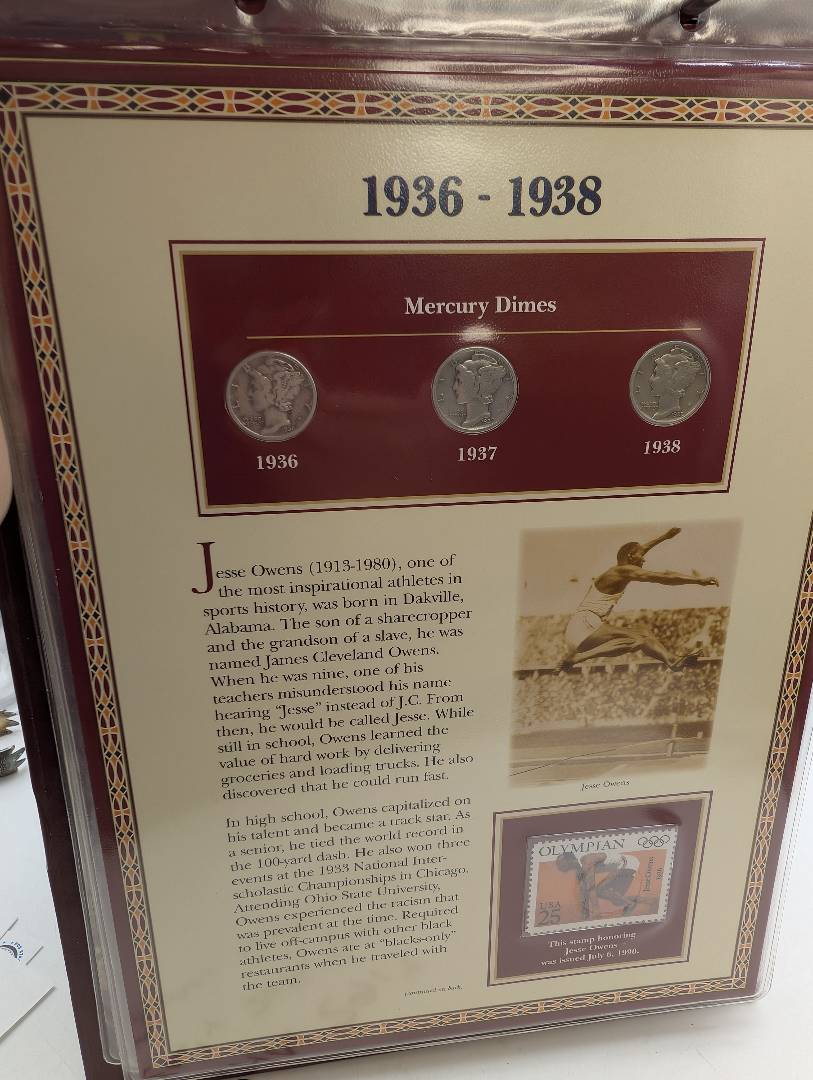 1936 - 1938
Mercury Dimes
1936
1937
1938
Jesse Owens (1913-1980), one of
the most inspirational athletes in
sports history, was born in Dakville,
Alabama. The son of a sharecropper
and the grandson of a slave, he was
named James Cleveland Owens.
When he was nine, one of his
teachers misunderstood his name
hearing "Jesse" instead of J.C. From
then, he would be called Jesse. While
still in school, Owens learned the
value of hard work by delivering
groceries and loading trucks. He also
discovered that he could run fast.
In high school, Owens capitalized on
his talent and became a track star. As
a senior, he tied the world record in
the 100-yard dash. He also won three
events at the 1933 National Inter-
scholastic Championships in Chicago.
Attending Ohio State University,
Owens experienced the racism that
was prevalent at the time. Required
to live off-campus with other black
athletes, Owens ate at "blacks-only"
restaurants when he traveled with
the team.
Continued on back.
Jesse Owens
OLYMPIAN
Jesse Owens
1936
USA
25
This stamp honoring
Jesse Owens
was issued July 6, 1990.